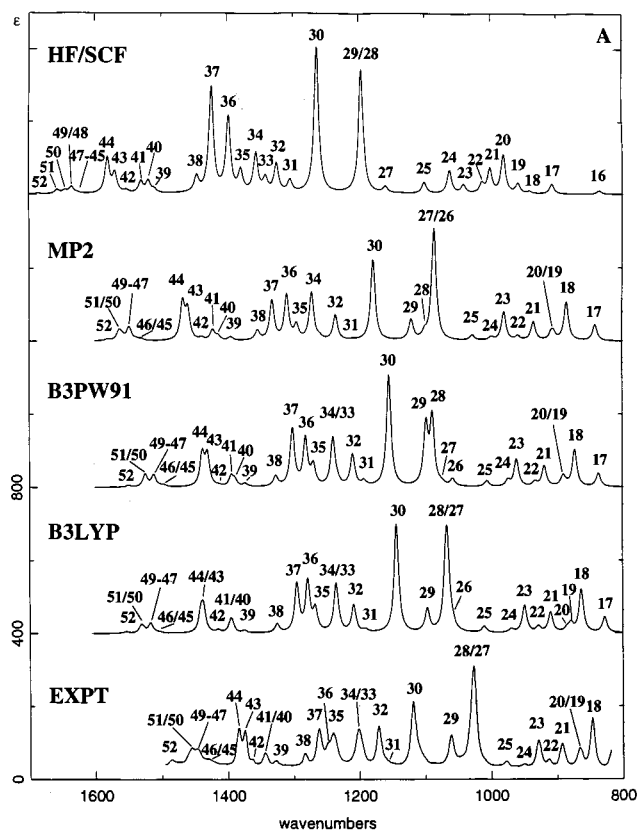 ε
A
HF/SCF
52 51 50 49/48 47-45 44 43 42 41 40 39 38 37 36 35 34 33 32 31 30 29/28 27 25 24 23 22 21 20 19 18 17 16
MP2
52 51/50 49-47 46/45 44 43 42 41 40 39 38 37 36 35 34 32 31 30 29 28 27/26 25 24 23 22 21 20/19 18 17
B3PW91
52 51/50 49-47 46/45 44 43 42 41 40 39 38 37 36 35 34/33 32 31 30 29 28 27 26 25 24 23 22 21 20/19 18 17
800
B3LYP
52 51/50 49-47 46/45 44/43 42 41/40 39 38 37 36 35 34/33 32 31 30 29 28/27 26 25 24 23 22 21 20 19 18 17
400
EXPT
52 51/50 49-47 46/45 44 43 42 41/40 39 38 37 36 35 34/33 32 31 30 29 28/27 25 24 23 22 21 20/19 18
0
1600 1400 1200 1000 800
wavenumbers